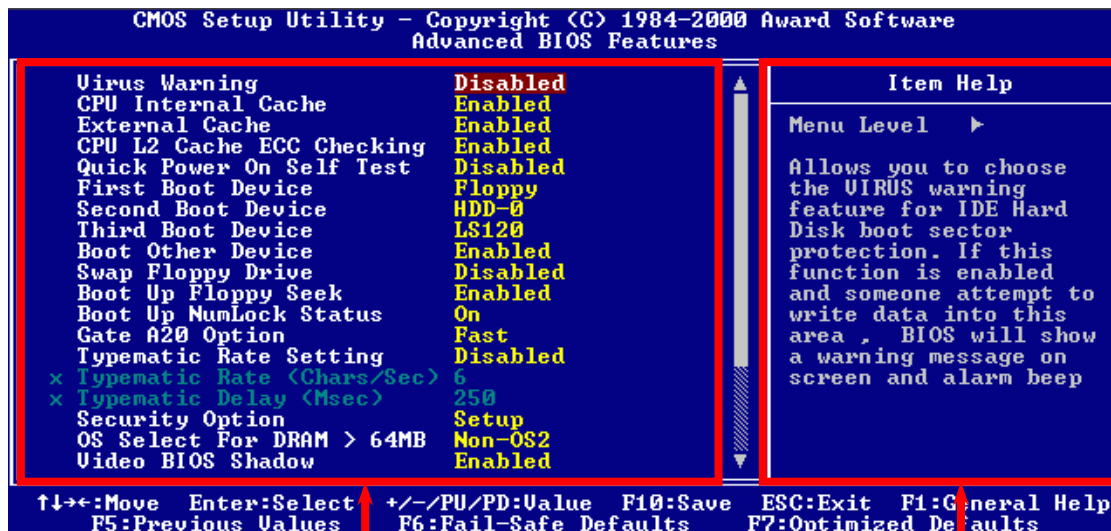 CMOS Setup Utility – Copyright (C) 1984–2000 Award Software
Advanced BIOS Features
Virus Warning Disabled
CPU Internal Cache Enabled
External Cache Enabled
CPU L2 Cache ECC Checking Enabled
Quick Power On Self Test Disabled
First Boot Device Floppy
Second Boot Device HDD-0
Third Boot Device LS120
Boot Other Device Enabled
Swap Floppy Drive Disabled
Boot Up Floppy Seek Enabled
Boot Up NumLock Status On
Gate A20 Option Fast
Typematic Rate Setting Disabled
x Typematic Rate (Chars/Sec) 6
x Typematic Delay (Msec) 250
Security Option Setup
OS Select For DRAM > 64MB Non-OS2
Video BIOS Shadow Enabled
Item Help
Menu Level ►
Allows you to choose
the VIRUS warning
feature for IDE Hard
Disk boot sector
protection. If this
function is enabled
and someone attempt to
write data into this
area , BIOS will show
a warning message on
screen and alarm beep
↑↓→←:Move Enter:Select +/-/PU/PD:Value F10:Save ESC:Exit F1:General Help
F5:Previous Values F6:Fail-Safe Defaults F7:Optimized Defaults